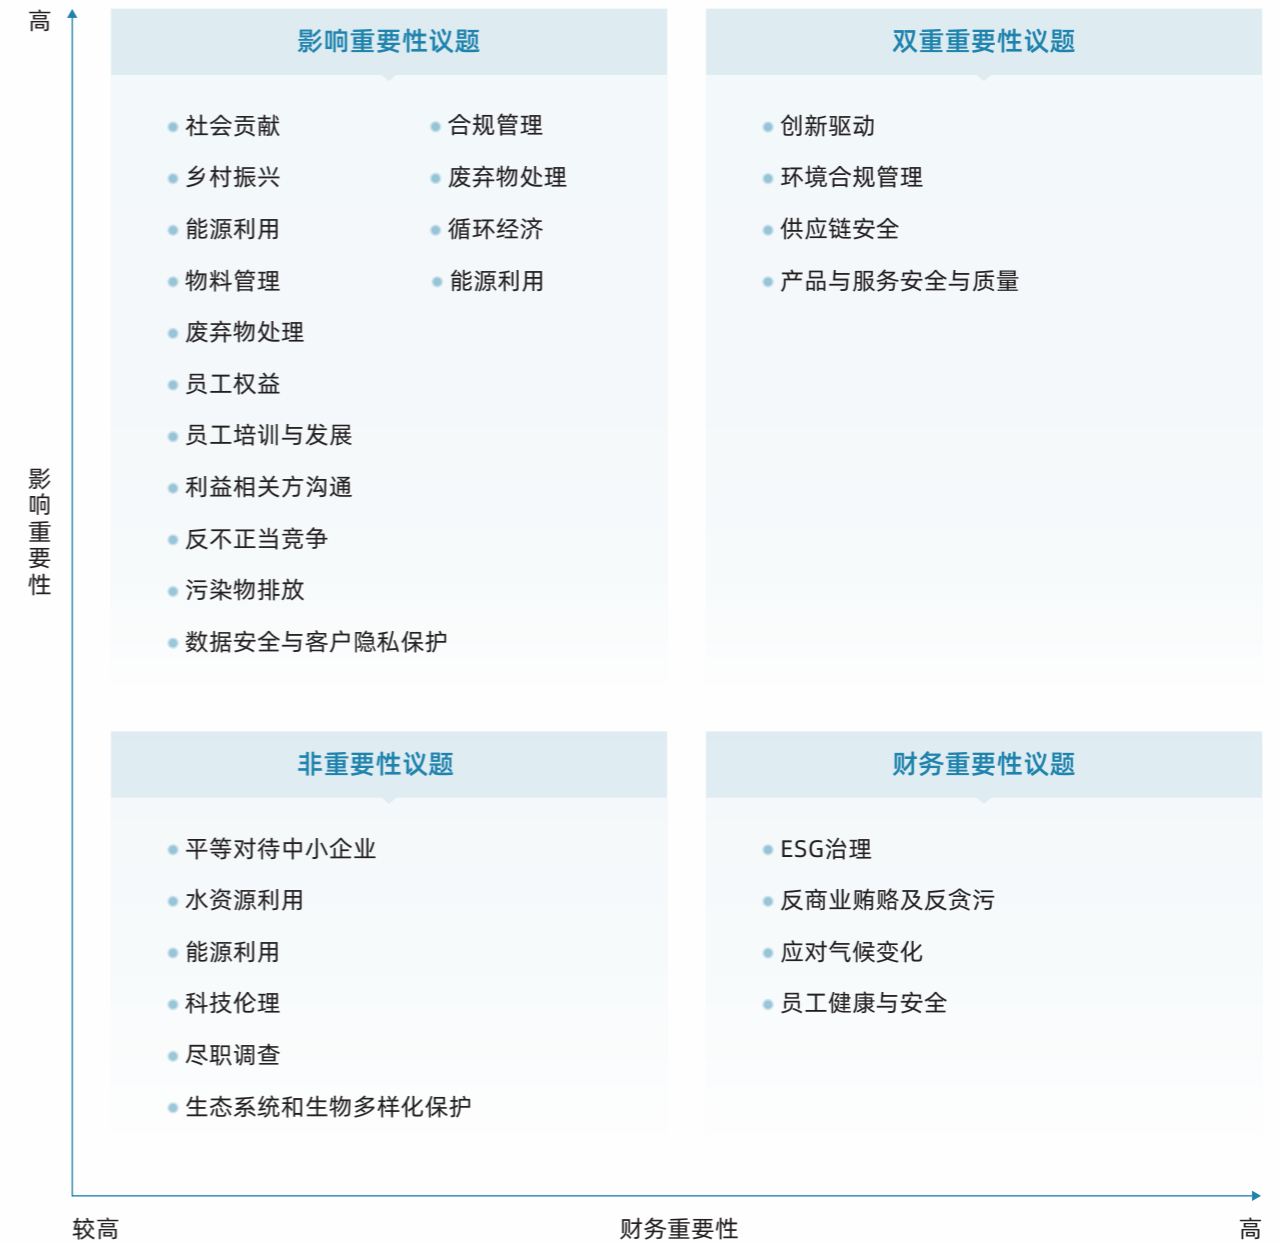 高
影响重要性议题
社会贡献
乡村振兴
能源利用
物料管理
废弃物处理
员工权益
员工培训与发展
利益相关方沟通
反不正当竞争
污染物排放
数据安全与客户隐私保护
合规管理
废弃物处理
循环经济
能源利用
双重重要性议题
创新驱动
环境合规管理
供应链安全
产品与服务安全与质量
影响重要性
非重要性议题
平等对待中小企业
水资源利用
能源利用
科技伦理
尽职调查
生态系统和生物多样化保护
财务重要性议题
ESG治理
反商业贿赂及反贪污
应对气候变化
员工健康与安全
较高
财务重要性
高